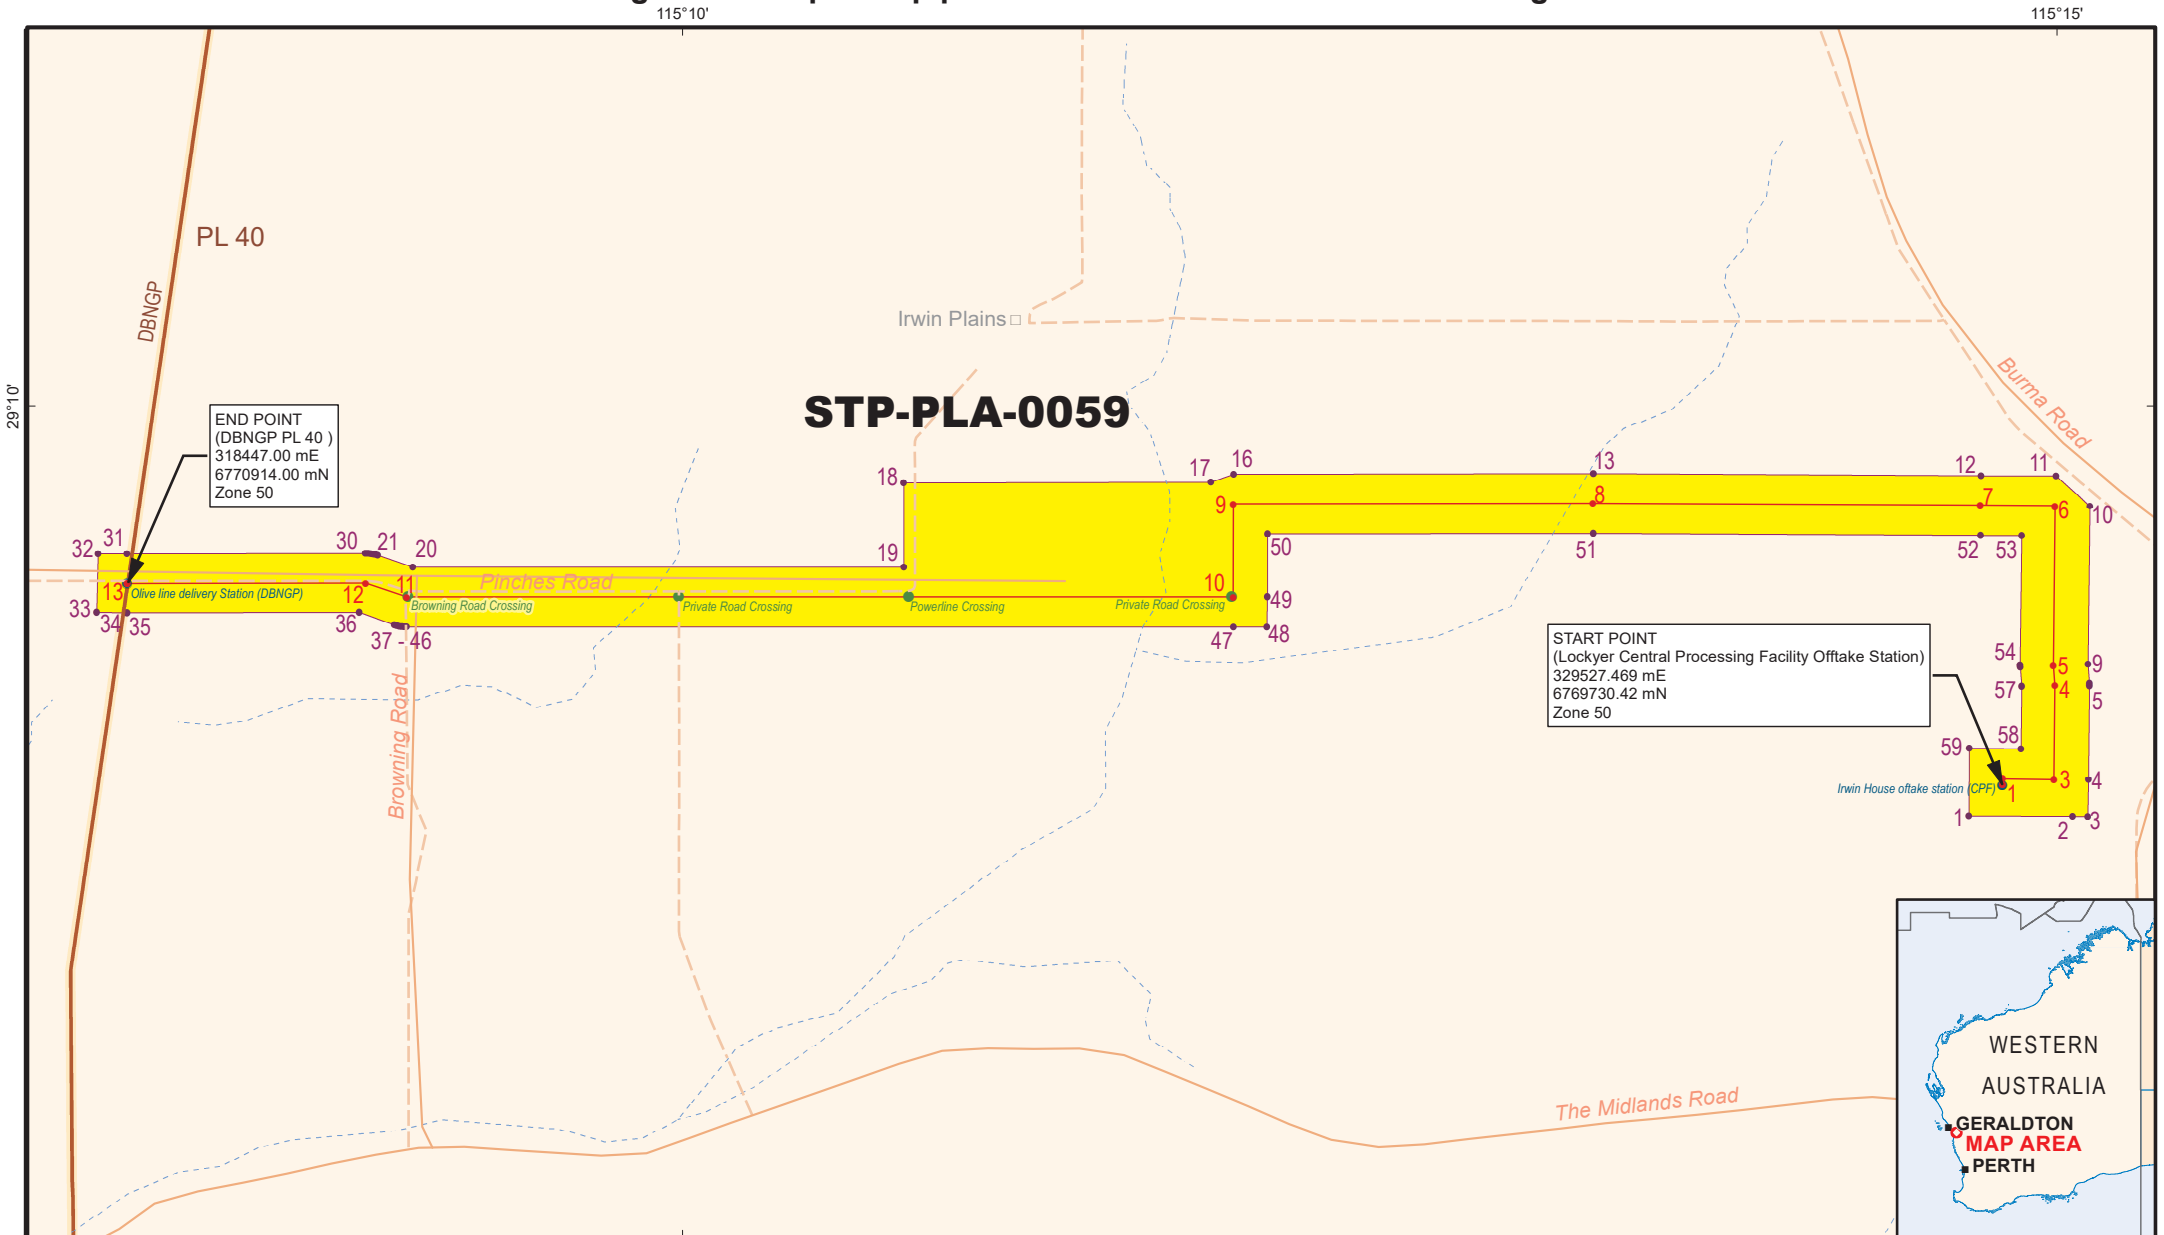 115°10'
115°15'
29°10'
PL 40
DBNGP
Irwin Plains
STP-PLA-0059
Burma Road
END POINT
(DBNGP PL 40 )
318447.00 mE
6770914.00 mN
Zone 50
18
17
16
13
12
11
9
8
7
6
10
32
31
30
21
20
19
50
51
52
53
Pinches Road
13
Olive line delivery Station (DBNGP)
12
11
Browning Road Crossing
Private Road Crossing
Powerline Crossing
Private Road Crossing
10
49
33
34
35
36
37 - 46
47
48
START POINT
(Lockyer Central Processing Facility Offtake Station)
329527.469 mE
6769730.42 mN
Zone 50
54
5
9
57
4
5
58
59
3
4
Irwin House oftake station (CPF)
1
1
2
3
Browning Road
The Midlands Road
WESTERN
AUSTRALIA
GERALDTON
MAP AREA
PERTH